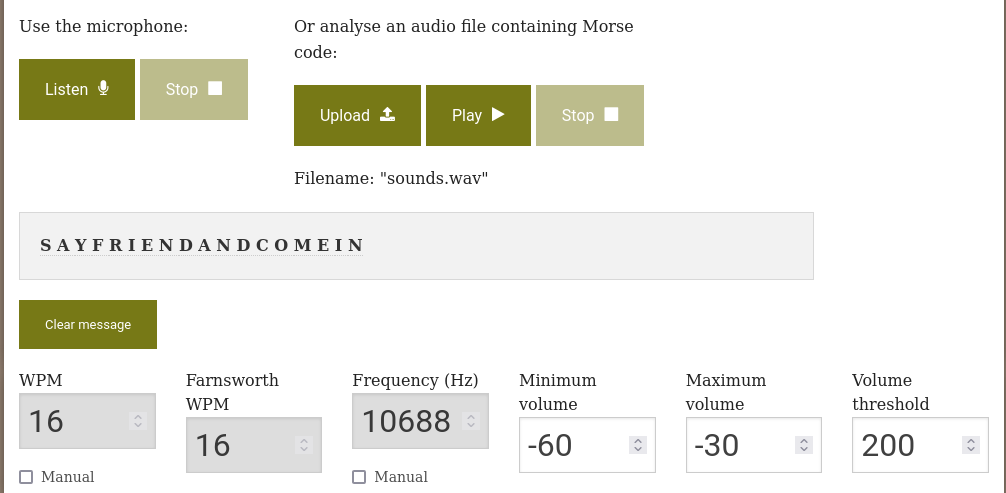 Use the microphone:
Listen
Stop
Or analyse an audio file containing Morse
code:
Upload
Play
Stop
Filename: "sounds.wav"
S A Y F R I E N D A N D C O M E I N
Clear message
WPM
16
Manual
Farnsworth
WPM
16
Frequency (Hz)
10688
Manual
Minimum
volume
-60
Maximum
volume
-30
Volume
threshold
200